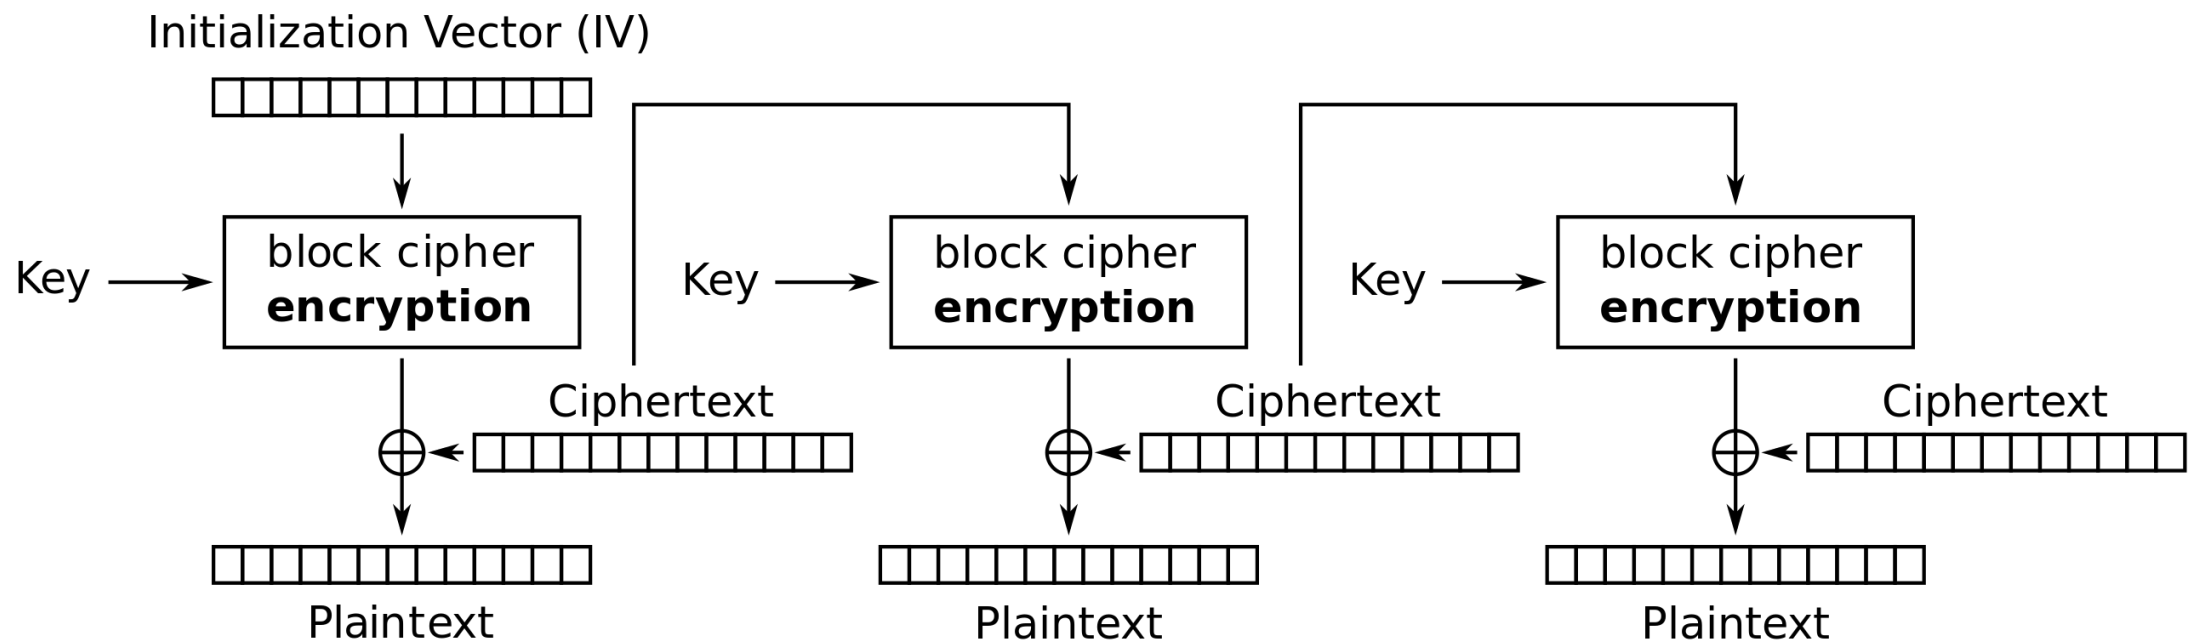 Initialization Vector (IV)
Key
block cipher
encryption
Key
block cipher
encryption
Key
block cipher
encryption
Ciphertext
Ciphertext
Ciphertext
Plaintext
Plaintext
Plaintext